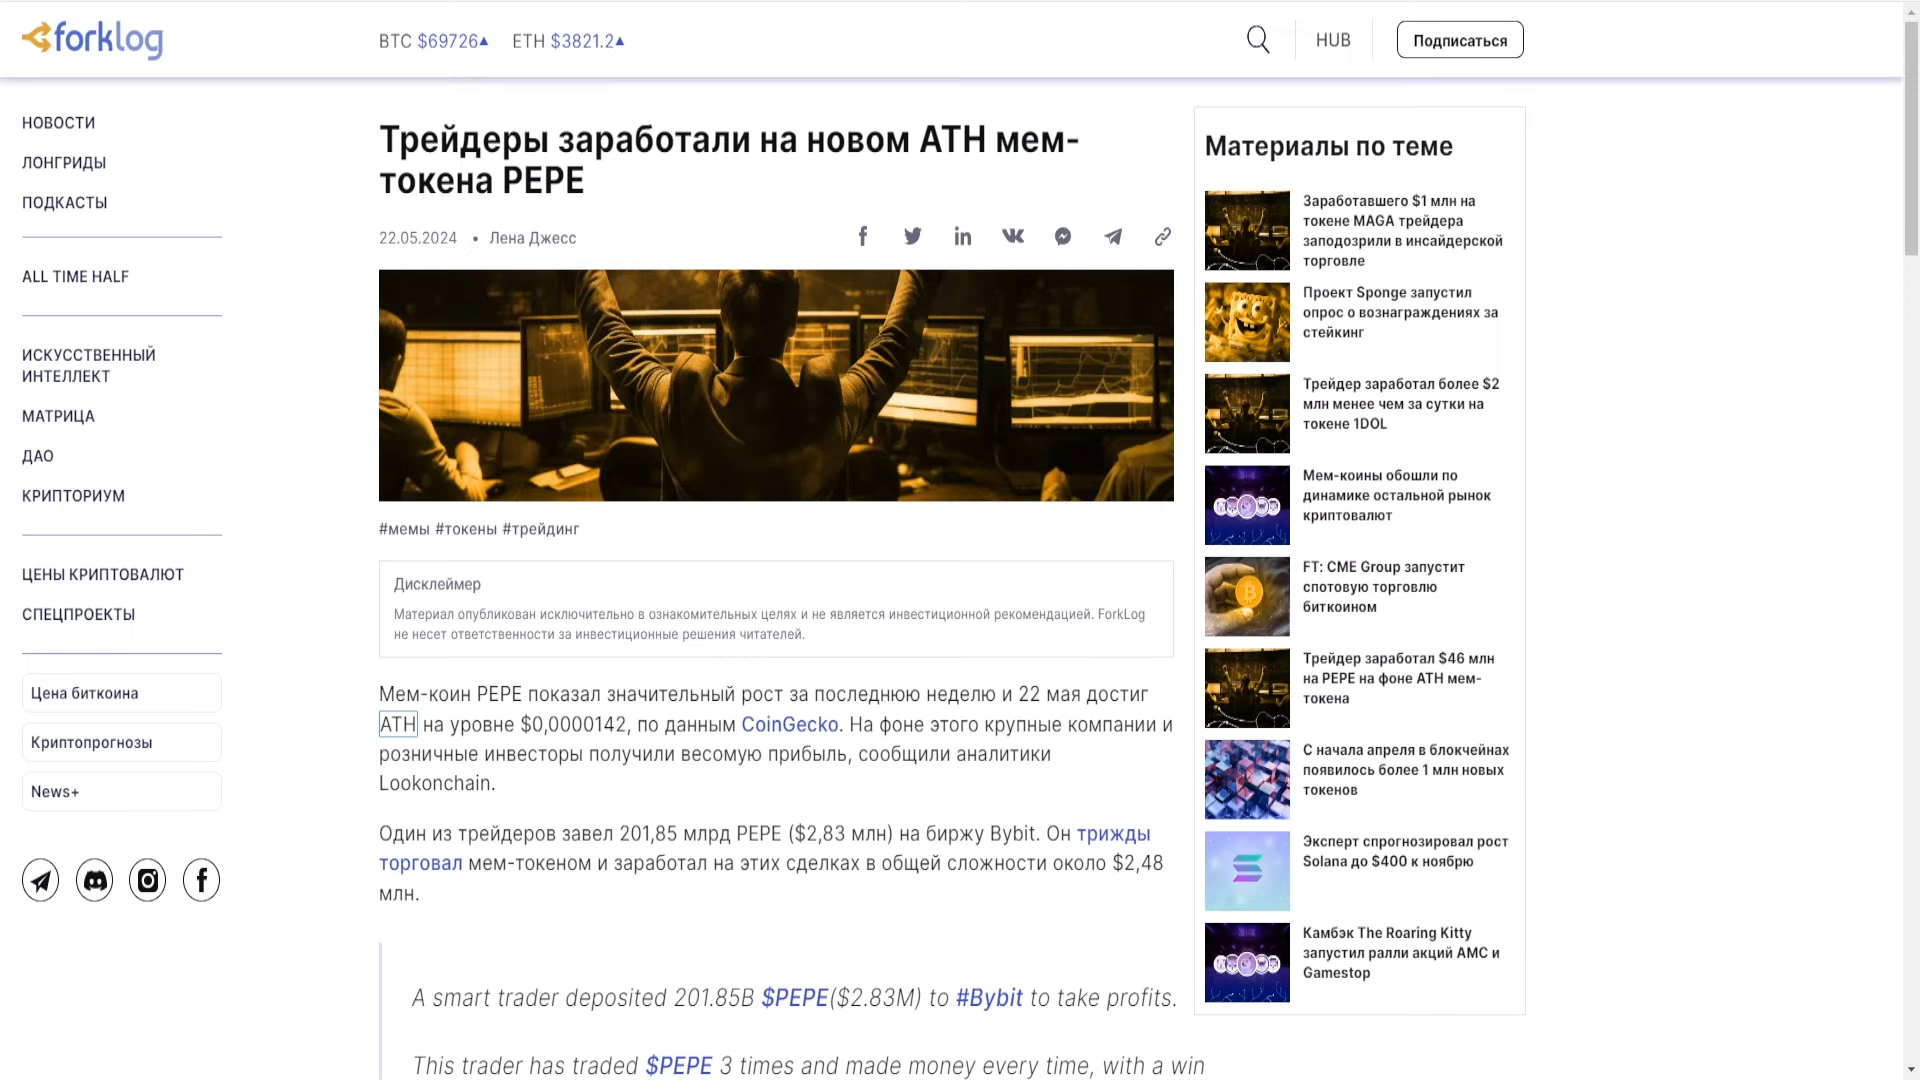 forklog
BTC $69726▲ ETH $3821.2▲
HUB
Подписаться
НОВОСТИ
ЛОНГРИДЫ
ПОДКАСТЫ
ALL TIME HALF
ИСКУССТВЕННЫЙ
ИНТЕЛЛЕКТ
МАТРИЦА
ДАО
КРИПТОРИУМ
ЦЕНЫ КРИПТОВАЛЮТ
СПЕЦПРОЕКТЫ
Цена биткоина
Криптопрогнозы
News+
Трейдеры заработали на новом ATH мем-
токена PEPE
22.05.2024 • Лена Джесс
#мемы #токены #трейдинг
Дисклеймер
Материал опубликован исключительно в ознакомительных целях и не является инвестиционной рекомендацией. ForkLog
не несет ответственности за инвестиционные решения читателей.
Мем-коин PEPE показал значительный рост за последнюю неделю и 22 мая достиг
ATH на уровне $0,0000142, по данным CoinGecko. На фоне этого крупные компании и
розничные инвесторы получили весомую прибыль, сообщили аналитики
Lookonchain.
Один из трейдеров завел 201,85 млрд PEPE ($2,83 млн) на биржу Bybit. Он трижды
торговал мем-токеном и заработал на этих сделках в общей сложности около $2,48
млн.
A smart trader deposited 201.85B $PEPE($2.83M) to #Bybit to take profits.
This trader has traded $PEPE 3 times and made money every time, with a win
Материалы по теме
Заработавшего $1 млн на
токене MAGA трейдера
заподозрили в инсайдерской
торговле
Проект Sponge запустил
опрос о вознаграждениях за
стейкинг
Трейдер заработал более $2
млн менее чем за сутки на
токене 1DOL
Мем-коины обошли по
динамике остальной рынок
криптовалют
FT: CME Group запустит
спотовую торговлю
биткоином
Трейдер заработал $46 млн
на PEPE на фоне ATH мем-
токена
С начала апреля в блокчейнах
появилось более 1 млн новых
токенов
Эксперт спрогнозировал рост
Solana до $400 к ноябрю
Камбэк The Roaring Kitty
запустил ралли акций AMC и
Gamestop